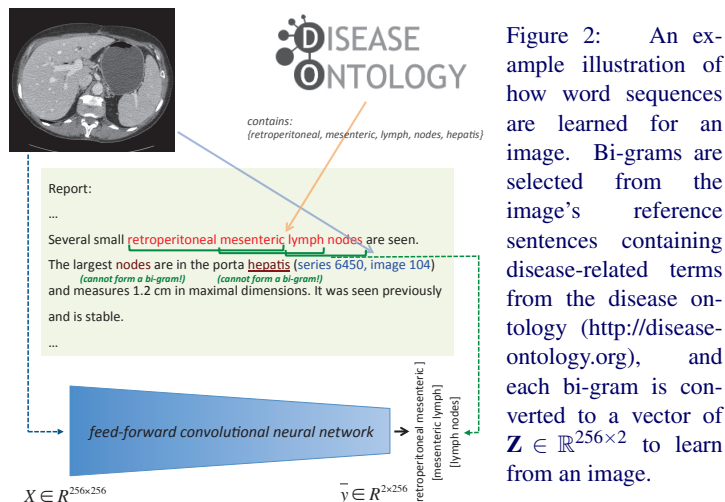 DISEASE
ONTOLOGY
contains:
{retroperitoneal, mesenteric, lymph, nodes, hepatis}
Report:
...
Several small retroperitoneal mesenteric lymph nodes are seen.
The largest nodes are in the porta hepatis (series 6450, image 104)
(cannot form a bi-gram!) (cannot form a bi-gram!)
and measures 1.2 cm in maximal dimensions. It was seen previously
and is stable.
...
feed-forward convolutional neural network
[retroperitoneal mesenteric]
[mesenteric lymph]
[lymph nodes]
X ∈ R^{256×256}
y̅ ∈ R^{2×256}
Figure 2: An ex-
ample illustration of
how word sequences
are learned for an
image. Bi-grams are
selected from the
image's reference
sentences containing
disease-related terms
from the disease on-
tology (http://disease-
ontology.org), and
each bi-gram is con-
verted to a vector of
Z ∈ ℝ^{256×2} to learn
from an image.